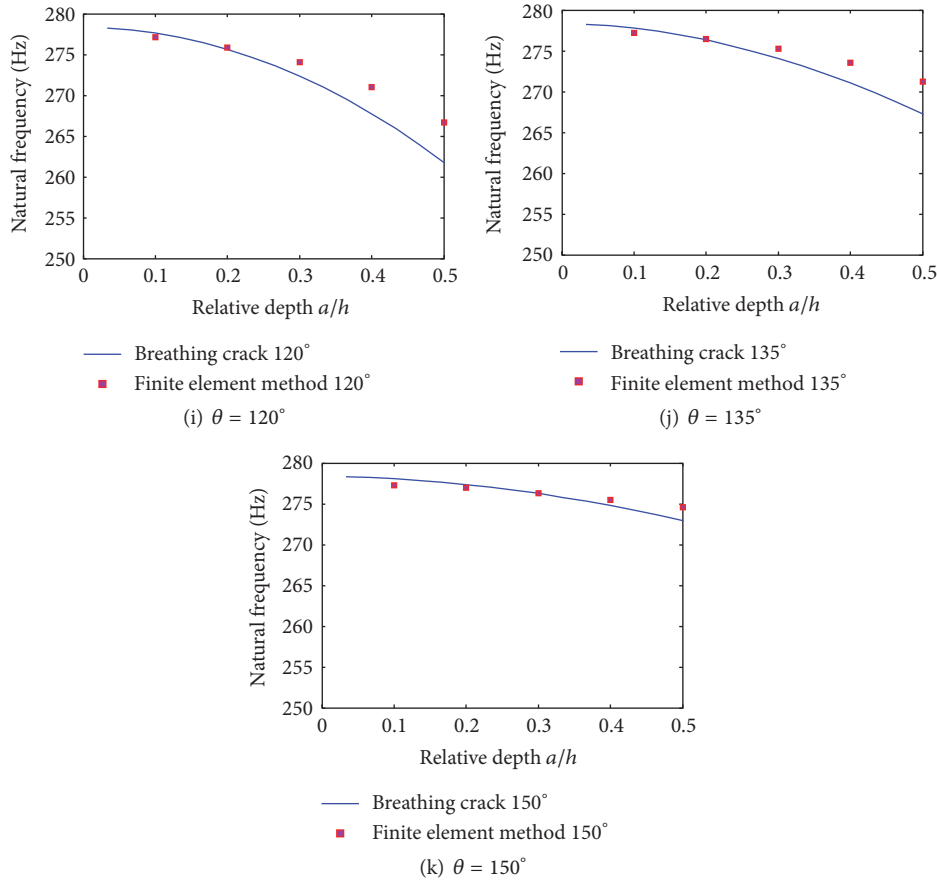 280
275
270
265
260
255
250
Natural frequency (Hz)
0 0.1 0.2 0.3 0.4 0.5
Relative depth a/h
Breathing crack 120°
Finite element method 120°
(i) θ = 120°
280
275
270
265
260
255
250
Natural frequency (Hz)
0 0.1 0.2 0.3 0.4 0.5
Relative depth a/h
Breathing crack 135°
Finite element method 135°
(j) θ = 135°
280
275
270
265
260
255
250
Natural frequency (Hz)
0 0.1 0.2 0.3 0.4 0.5
Relative depth a/h
Breathing crack 150°
Finite element method 150°
(k) θ = 150°